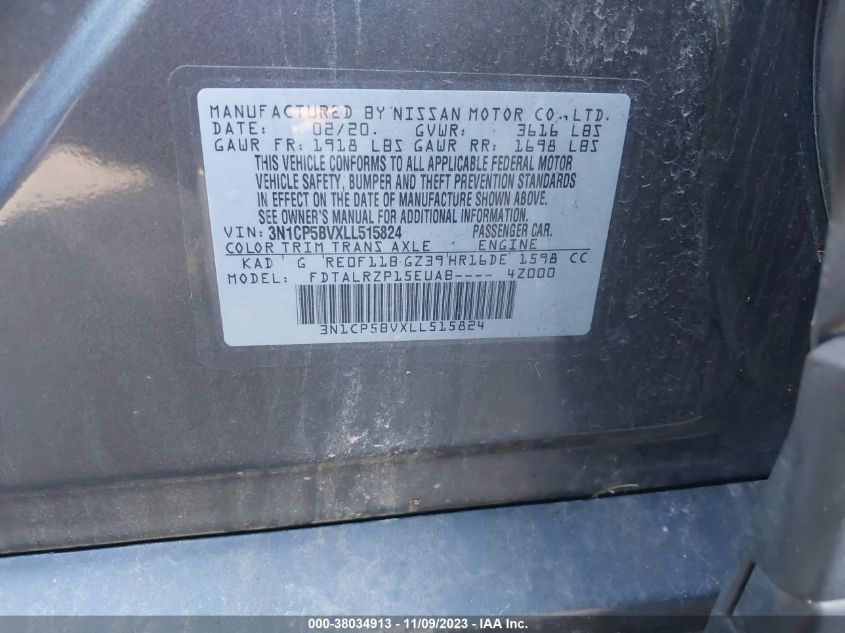 MANUFACTURED BY NISSAN MOTOR CO., LTD.
DATE: 02/20. GVWR: 3616 LBS
GAWR FR: 1918 LBS GAWR RR: 1698 LBS
THIS VEHICLE CONFORMS TO ALL APPLICABLE FEDERAL MOTOR
VEHICLE SAFETY, BUMPER AND THEFT PREVENTION STANDARDS
IN EFFECT ON THE DATE OF MANUFACTURE SHOWN ABOVE.
SEE OWNER'S MANUAL FOR ADDITIONAL INFORMATION.
VIN: 3N1CP5BVXLL515824 PASSENGER CAR.
COLOR TRIM TRANS AXLE ENGINE
KAD G RE0F11B GZ39 HR16DE 1598 CC
MODEL: FDTALRZP15EUAB---- 4Z000
3N1CP5BVXLL515824
000-38034913 - 11/09/2023 - IAA Inc.